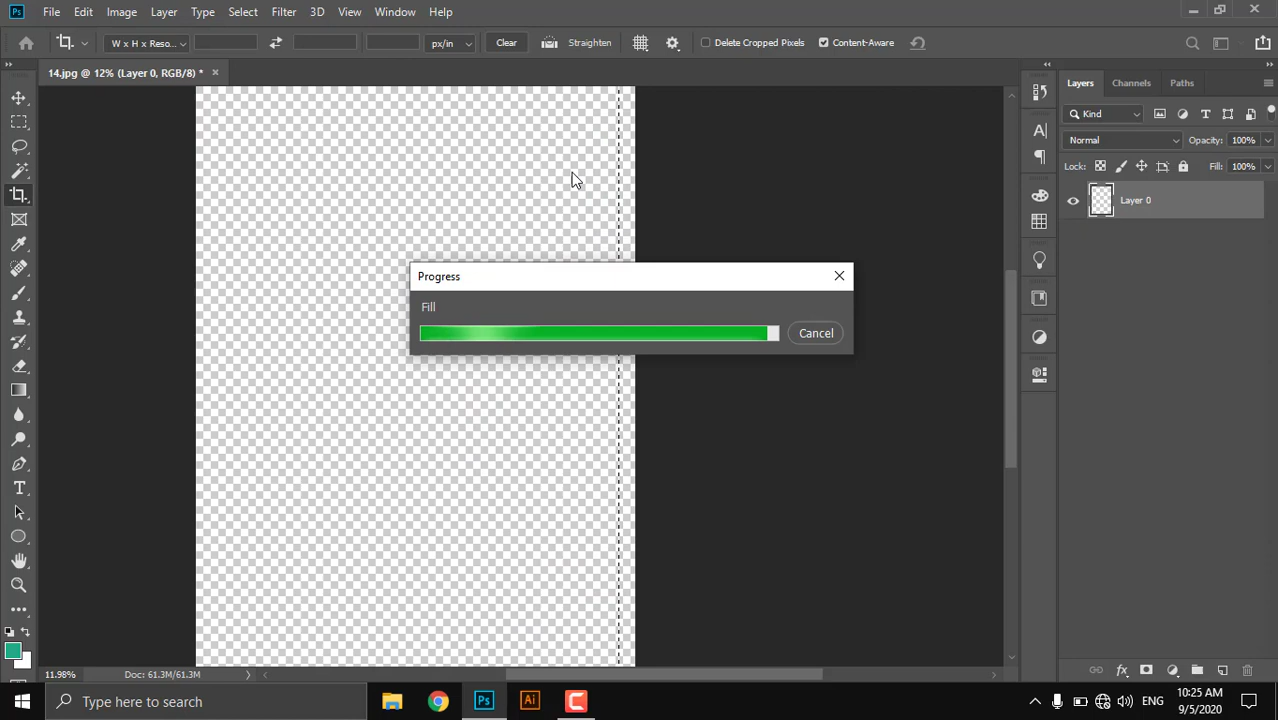 Ps File Edit Image Layer Type Select Filter 3D View Window Help
W x H x Reso... px/in Clear Straighten Delete Cropped Pixels Content-Aware
14.jpg @ 12% (Layer 0, RGB/8) *
Layers Channels Paths
Kind
Normal Opacity: 100%
Lock: Fill: 100%
Layer 0
Progress
Fill
Cancel
11.98% Doc: 61.3M/61.3M
Type here to search
Ps Ai ENG
9/5/2020